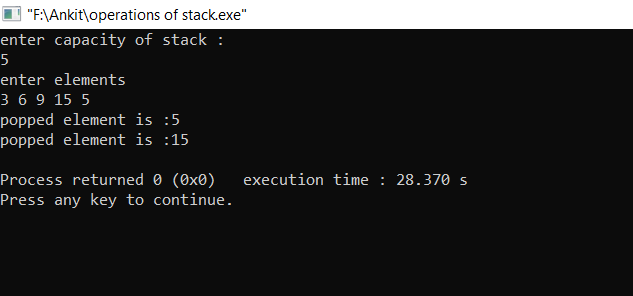 "F:\Ankit\operations of stack.exe"
enter capacity of stack :
5
enter elements
3 6 9 15 5
popped element is :5
popped element is :15
Process returned 0 (0x0)   execution time : 28.370 s
Press any key to continue.